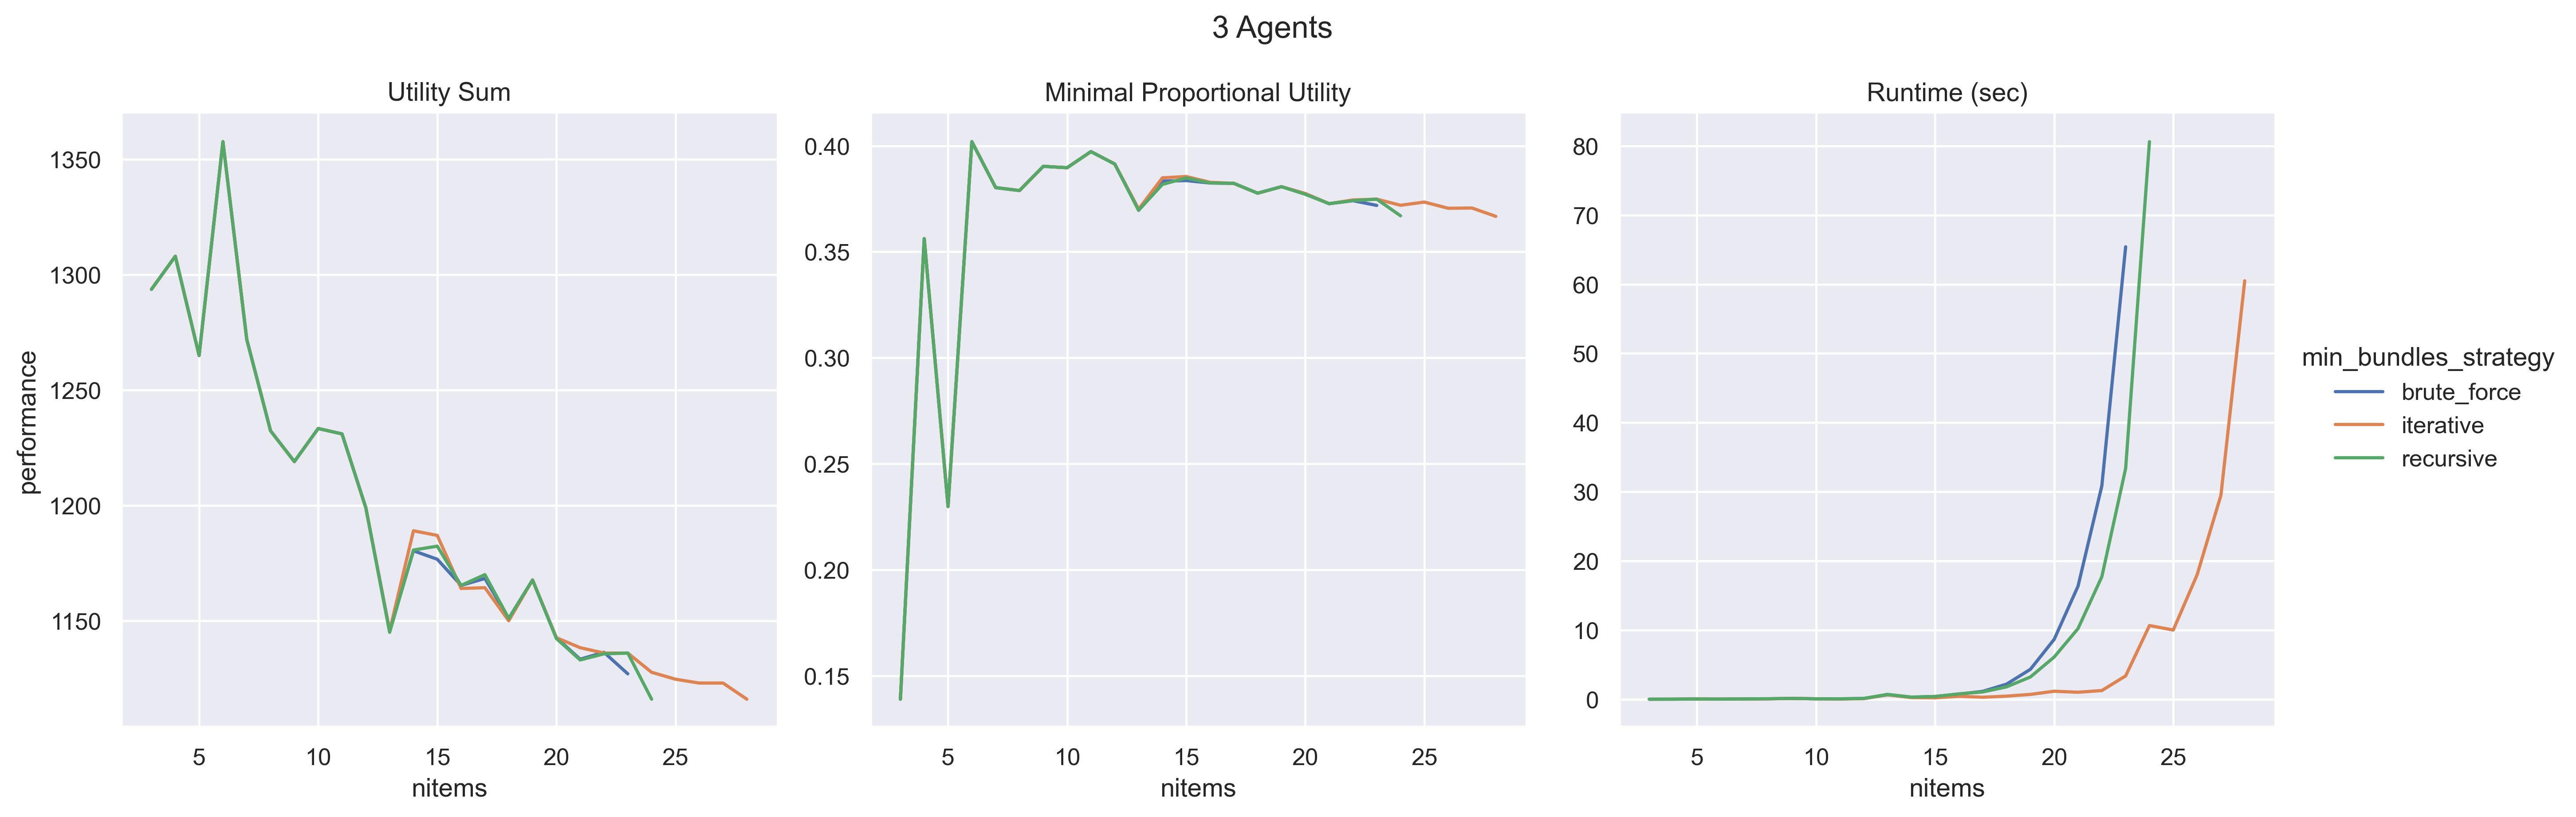 3 Agents
Utility Sum
1350
1300
1250
1200
1150
performance
5 10 15 20 25
nitems
Minimal Proportional Utility
0.40
0.35
0.30
0.25
0.20
0.15
5 10 15 20 25
nitems
Runtime (sec)
80
70
60
50
40
30
20
10
0
5 10 15 20 25
nitems
min_bundles_strategy
brute_force
iterative
recursive